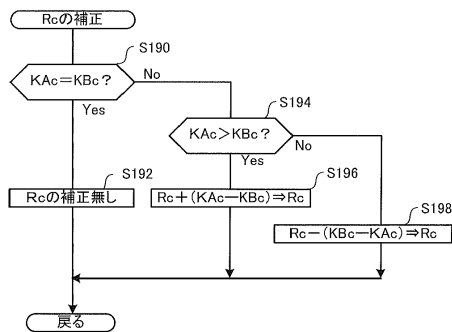 Rcの補正
S190
KAc=KBc?
No
Yes
S194
KAc>KBc?
No
Yes
S192
Rcの補正無し
S196
Rc+(KAc-KBc)⇒Rc
S198
Rc-(KBc-KAc)⇒Rc
戻る